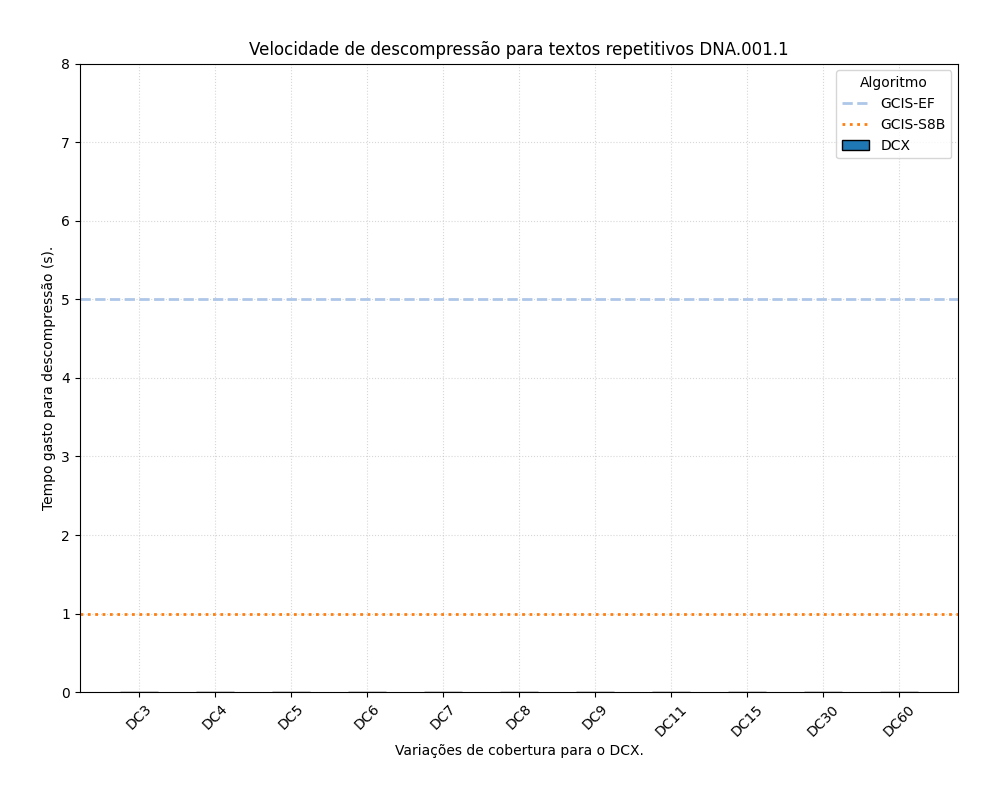 Velocidade de descompressão para textos repetitivos DNA.001.1
Algoritmo
GCIS-EF
GCIS-S8B
DCX
Tempo gasto para descompressão (s).
8
7
6
5
4
3
2
1
0
DC3
DC4
DC5
DC6
DC7
DC8
DC9
DC11
DC15
DC30
DC60
Variações de cobertura para o DCX.